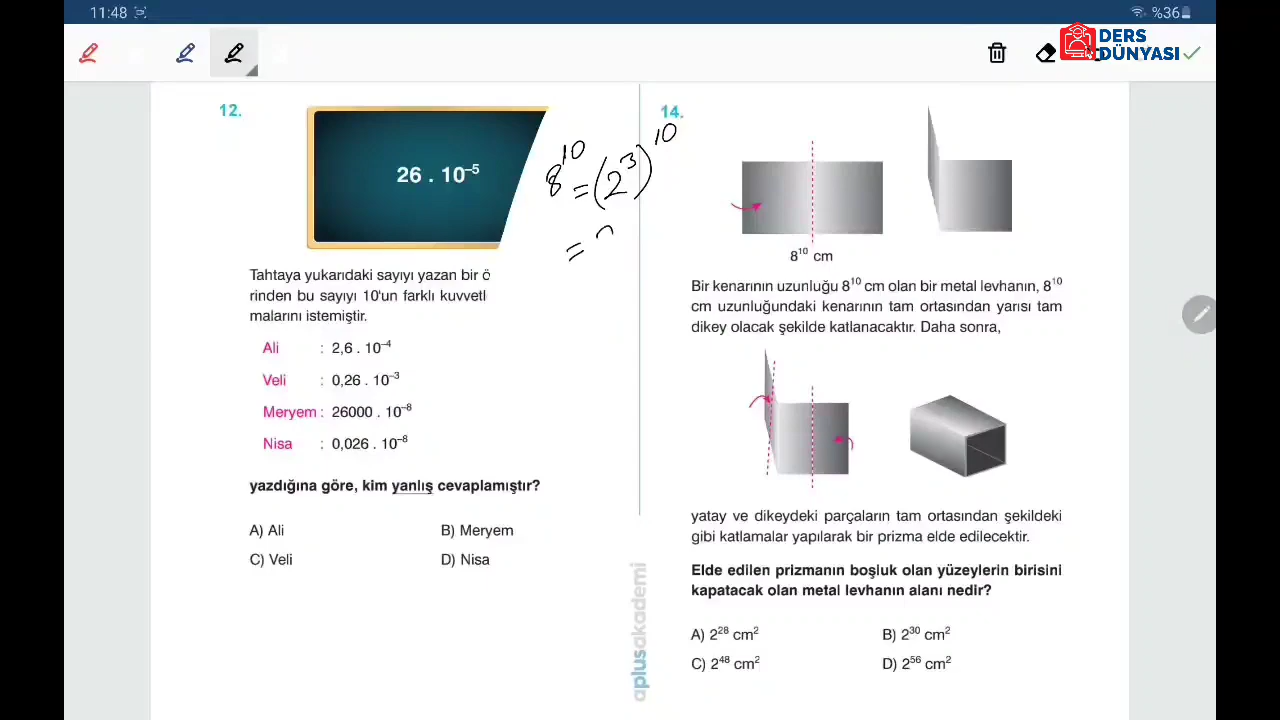 11:48
%36
DERS
DÜNYASI
12.
26 . 10⁻⁵
8¹⁰ = (2³)¹⁰
=
Tahtaya yukarıdaki sayıyı yazan bir ö
rinden bu sayıyı 10'un farklı kuvvetl
malarını istemiştir.
Ali : 2,6 . 10⁻⁴
Veli : 0,26 . 10⁻³
Meryem : 26000 . 10⁻⁸
Nisa : 0,026 . 10⁻⁸
yazdığına göre, kim yanlış cevaplamıştır?
A) Ali B) Meryem
C) Veli D) Nisa
aplusakademi
14.
8¹⁰ cm
Bir kenarının uzunluğu 8¹⁰ cm olan bir metal levhanın, 8¹⁰
cm uzunluğundaki kenarının tam ortasından yarısı tam
dikey olacak şekilde katlanacaktır. Daha sonra,
yatay ve dikeydeki parçaların tam ortasından şekildeki
gibi katlamalar yapılarak bir prizma elde edilecektir.
Elde edilen prizmanın boşluk olan yüzeylerin birisini
kapatacak olan metal levhanın alanı nedir?
A) 2²⁸ cm² B) 2³⁰ cm²
C) 2⁴⁸ cm² D) 2⁵⁶ cm²